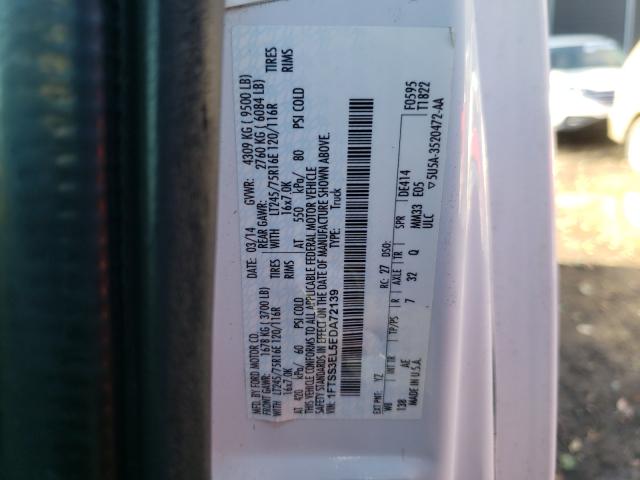 MFD. BY FORD MOTOR CO.
DATE: 03/14 GVWR: 4309 KG ( 9500 LB)
FRONT GAWR: 1678 KG ( 3700 LB) REAR GAWR: 2760 KG ( 6084 LB)
LT245/75R16E 120/116R TIRES WITH LT245/75R16E 120/116R TIRES
16x7.0K RIMS 16x7.0K RIMS
AT 420 kPa/ 60 PSI COLD AT 550 kPa/ 80 PSI COLD
THIS VEHICLE CONFORMS TO ALL APPLICABLE FEDERAL MOTOR VEHICLE
SAFETY STANDARDS IN EFFECT ON THE DATE OF MANUFACTURE SHOWN ABOVE.
VIN: 1FTSS3EL5EDA72139
TYPE: Truck
F0595
T1822
EXT PNT: YZ RC: 27 DSO:
WB INT TR TP/PS R AXLE TR SPR DE414
138 AE 7 32 Q MM33 E05
MADE IN U.S.A. ULC
▽5U5A-3520472-AA